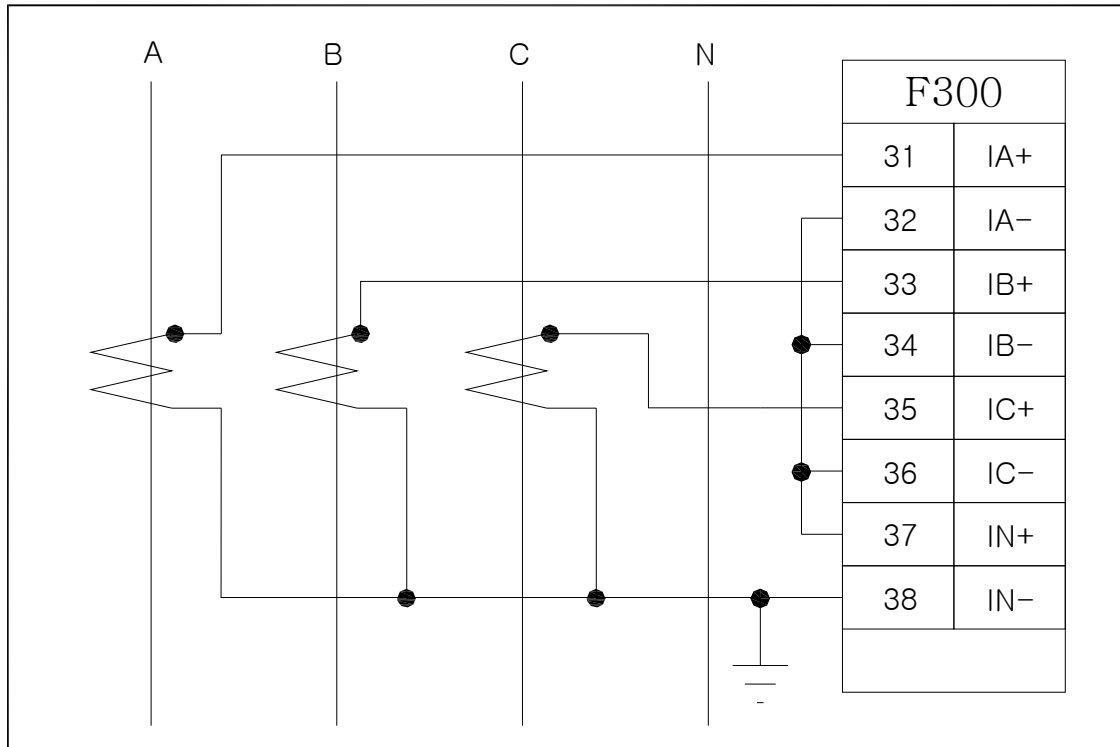 A B C N
F300
31 IA+
32 IA-
33 IB+
34 IB-
35 IC+
36 IC-
37 IN+
38 IN-